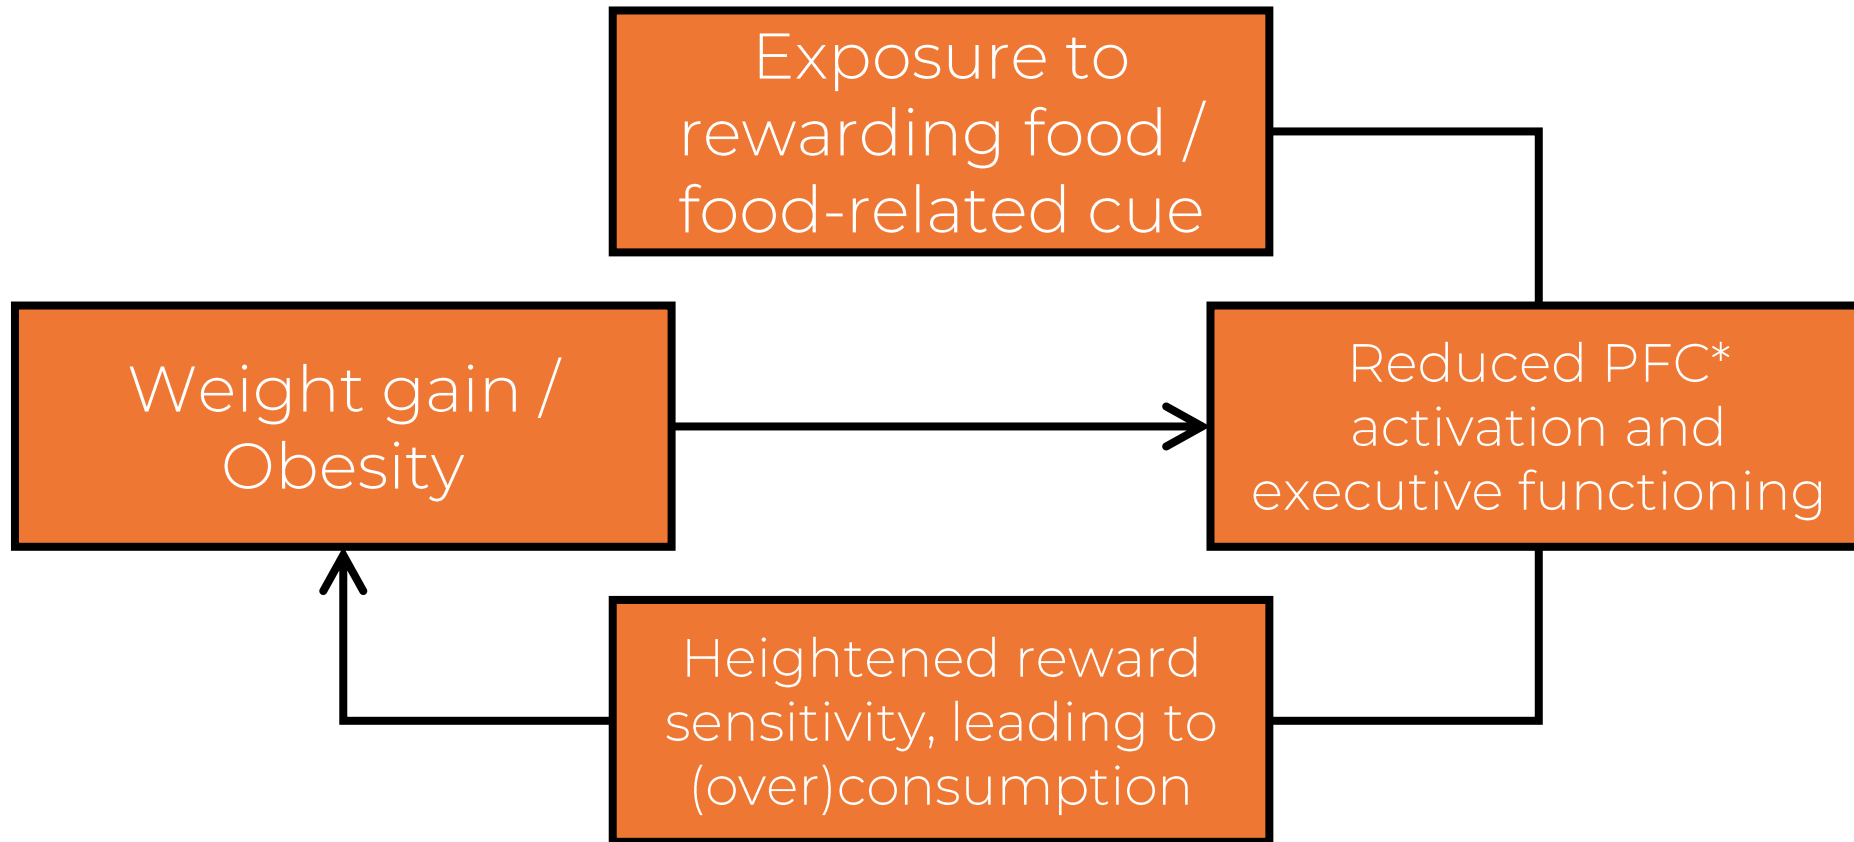 Exposure to
rewarding food /
food-related cue
Weight gain /
Obesity
Reduced PFC*
activation and
executive functioning
Heightened reward
sensitivity, leading to
(over)consumption